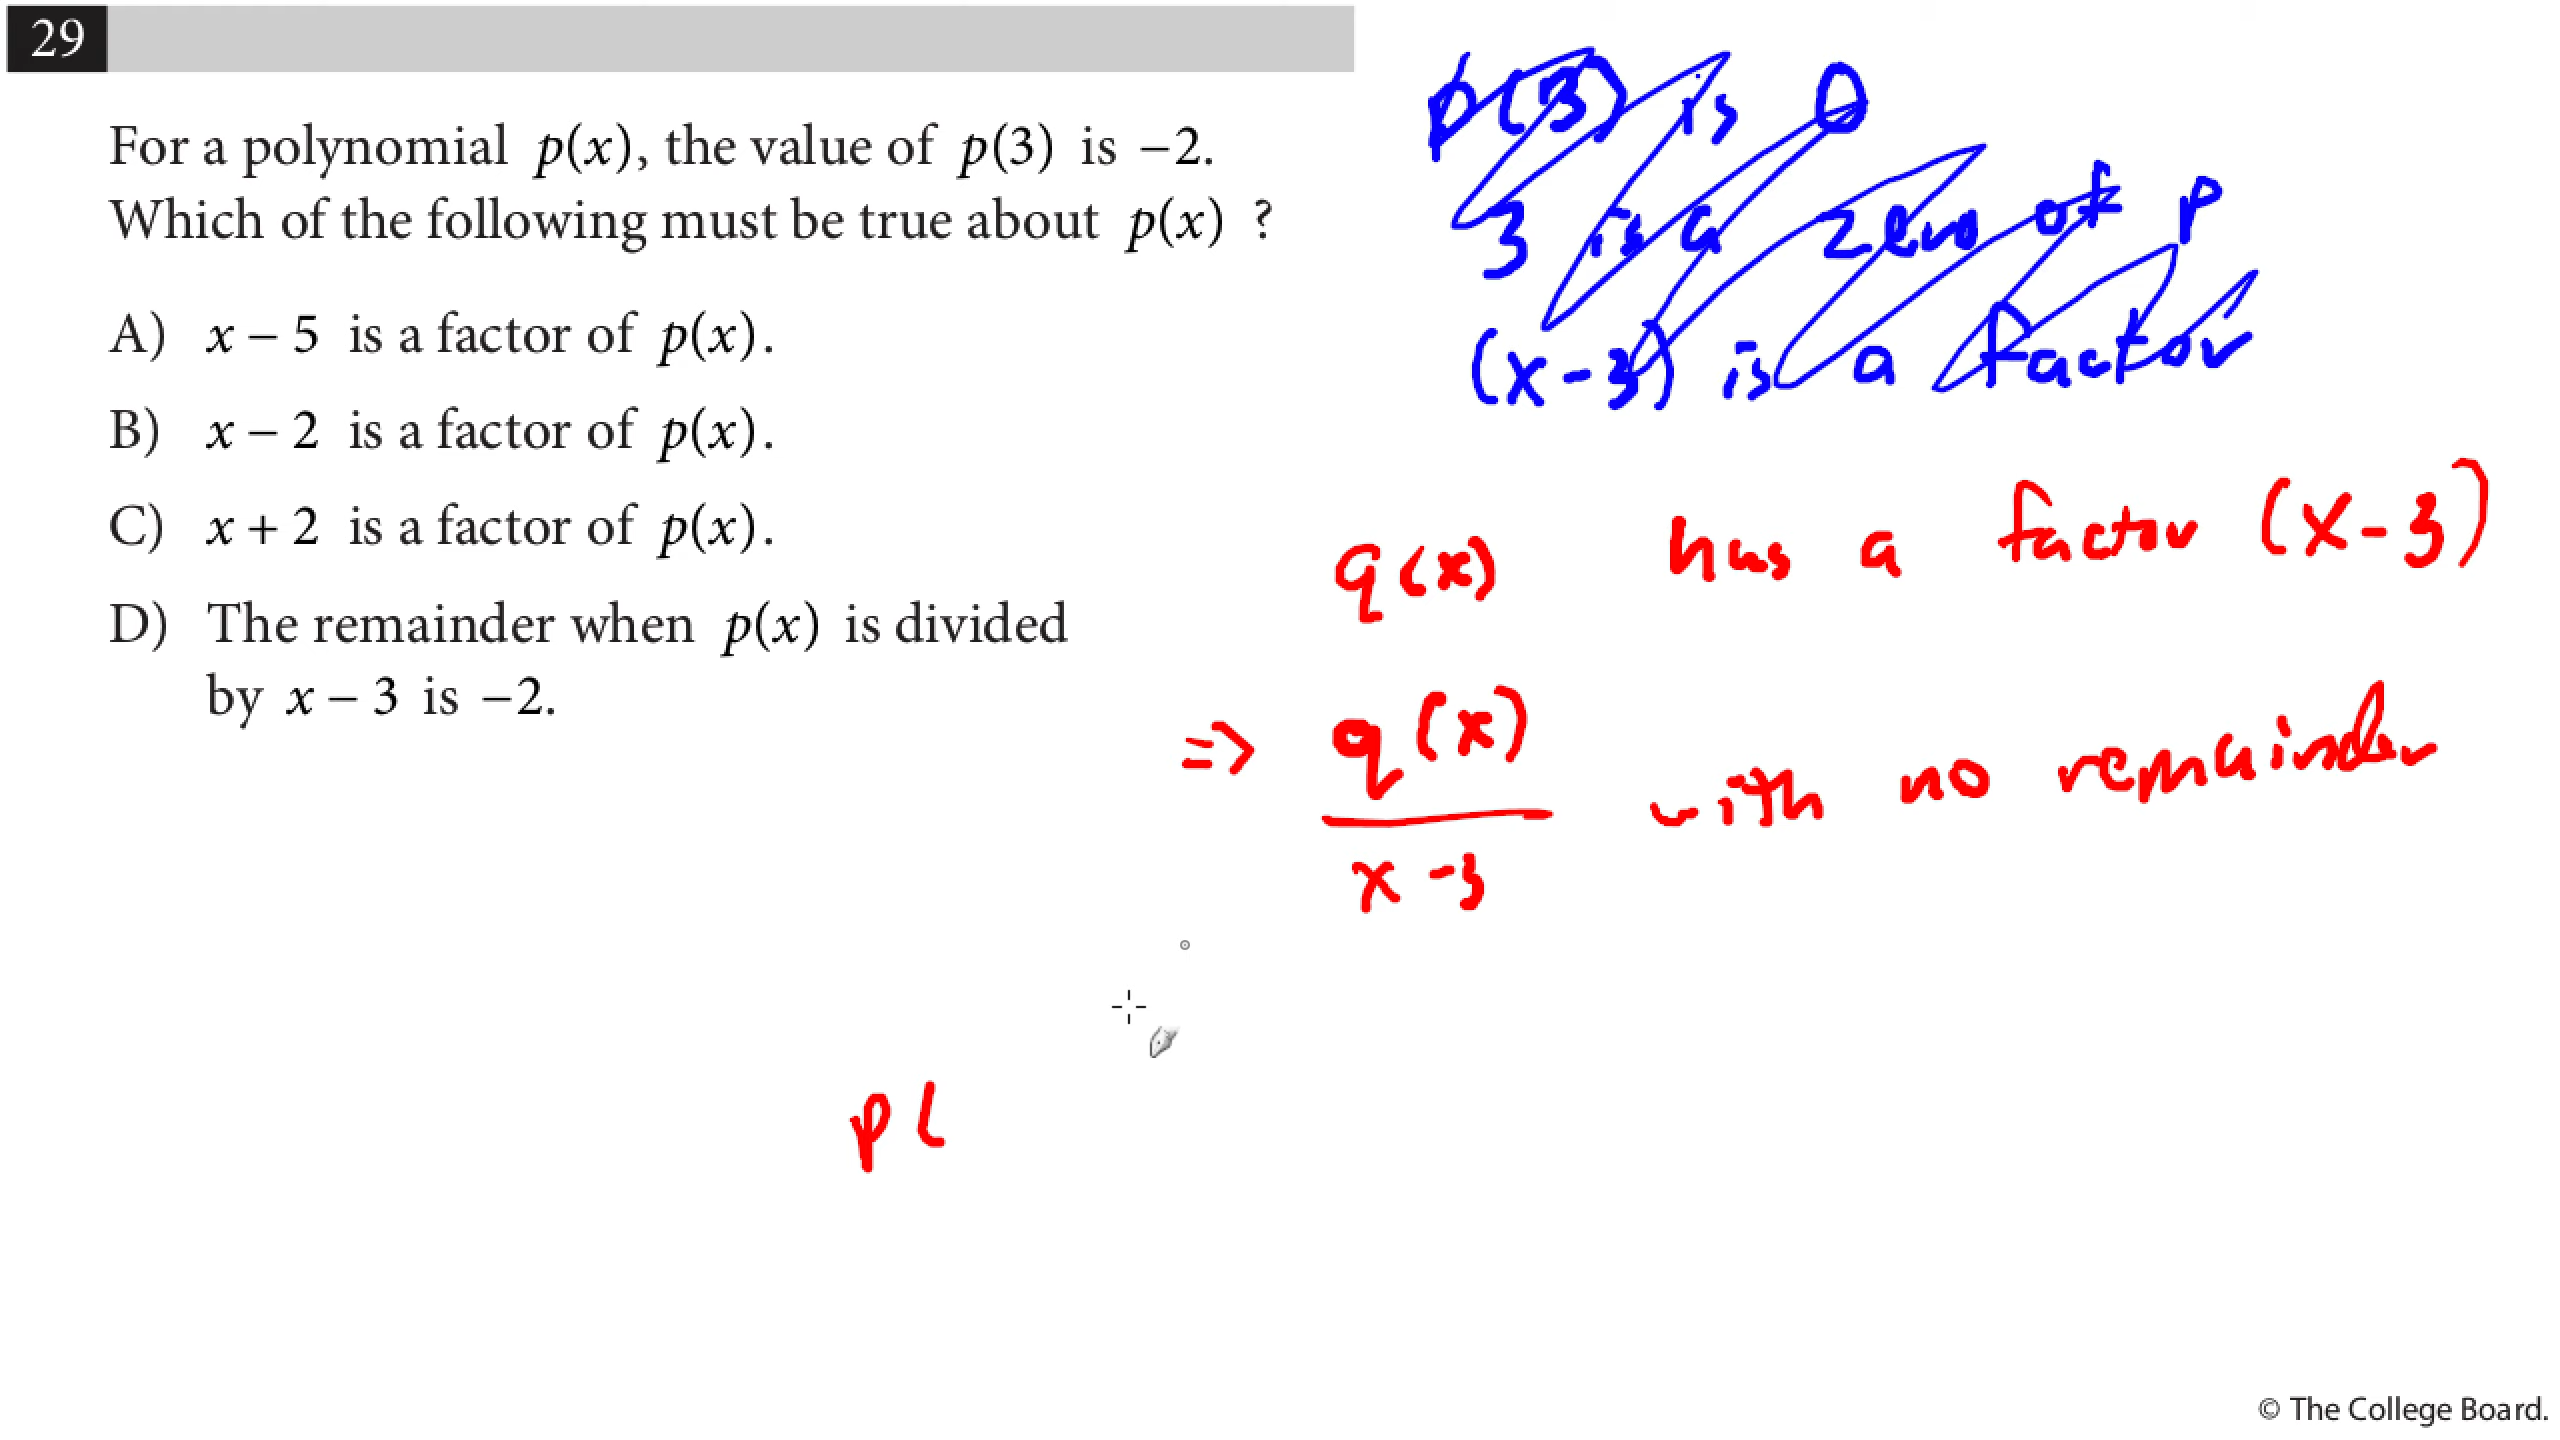 29
For a polynomial p(x), the value of p(3) is −2.
Which of the following must be true about p(x) ?
A) x − 5 is a factor of p(x).
B) x − 2 is a factor of p(x).
C) x + 2 is a factor of p(x).
D) The remainder when p(x) is divided
by x − 3 is −2.
p(3) is 0
3 is a zero of p
(x-3) is a factor
q(x) has a factor (x-3)
=> q(x)
with no remainder
x-3
p(
© The College Board.